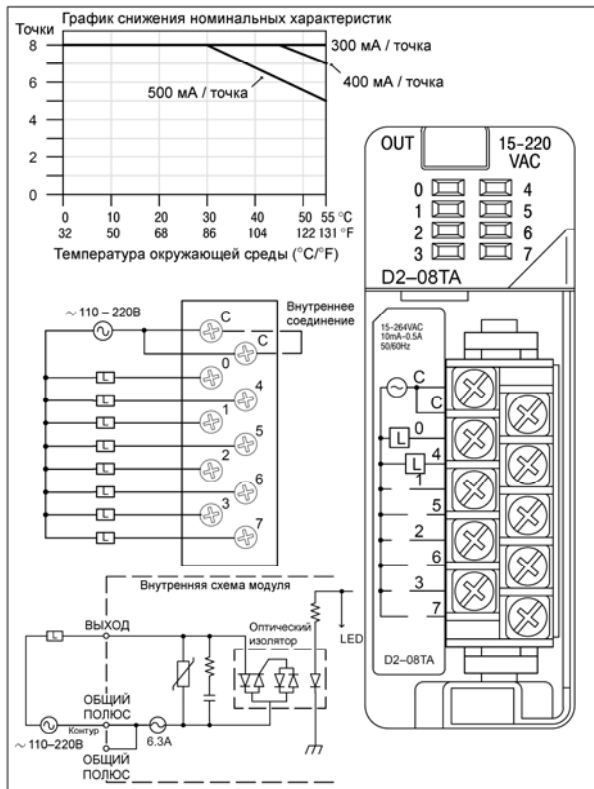 График снижения номинальных характеристик
Точки
8
6
4
2
0
300 мА / точка
400 мА / точка
500 мА / точка
0 10 20 30 40 50 55 °C
32 50 68 86 104 122 131 °F
Температура окружающей среды (°C/°F)
~ 110 – 220В
Внутреннее
соединение
C
C
L 0
L 4
L 1
L 5
L 2
L 6
L 3
L 7
Внутренняя схема модуля
ВЫХОД
L
Оптический
изолятор
LED
ОБЩИЙ
ПОЛЮС
Контур
6.3A
~ 110–220В
ОБЩИЙ
ПОЛЮС
OUT 15-220
VAC
0 4
1 5
2 6
3 7
D2–08TA
15-264VAC
10mA-0.5A
50/60Hz
C
C
L 0
L 4
1
5
2
6
3
7
D2–08TA